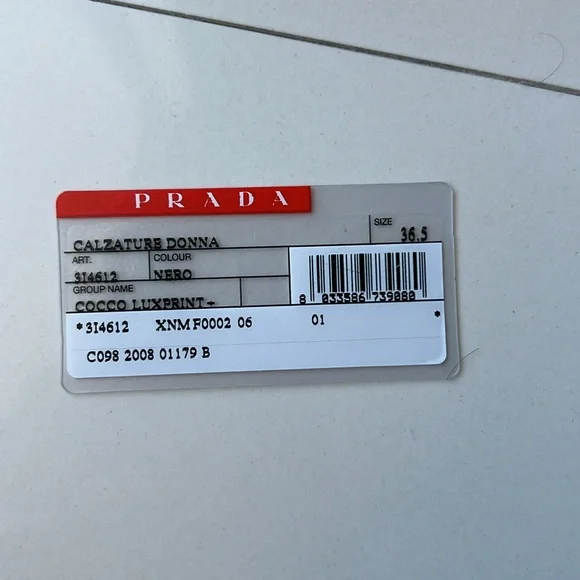 PRADA
SIZE
CALZATURE DONNA 36.5
ART. COLOUR
3I4612 NERO
GROUP NAME
COCCO LUXPRINT -
8 033586 739080
*3I4612 XNM F0002 06 01 *
C098 2008 01179 B